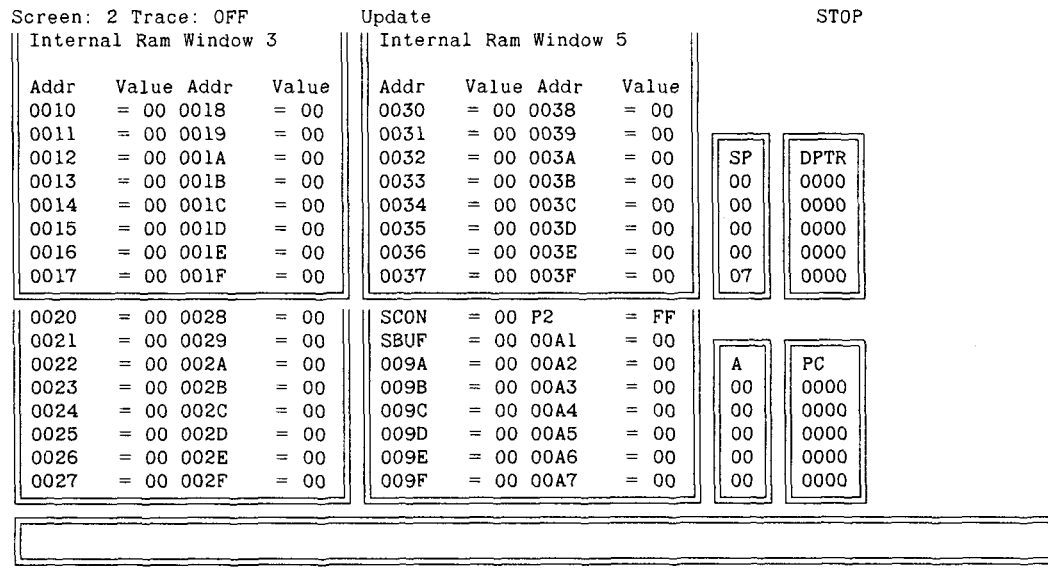 Screen: 2 Trace: OFF Update STOP
Internal Ram Window 3 Internal Ram Window 5
Addr Value Addr Value Addr Value Addr Value
0010 = 00 0018 = 00 0030 = 00 0038 = 00
0011 = 00 0019 = 00 0031 = 00 0039 = 00
0012 = 00 001A = 00 0032 = 00 003A = 00 SP DPTR
0013 = 00 001B = 00 0033 = 00 003B = 00 00 0000
0014 = 00 001C = 00 0034 = 00 003C = 00 00 0000
0015 = 00 001D = 00 0035 = 00 003D = 00 00 0000
0016 = 00 001E = 00 0036 = 00 003E = 00 00 0000
0017 = 00 001F = 00 0037 = 00 003F = 00 07 0000
0020 = 00 0028 = 00 SCON = 00 P2 = FF
0021 = 00 0029 = 00 SBUF = 00 00A1 = 00
0022 = 00 002A = 00 009A = 00 00A2 = 00 A PC
0023 = 00 002B = 00 009B = 00 00A3 = 00 00 0000
0024 = 00 002C = 00 009C = 00 00A4 = 00 00 0000
0025 = 00 002D = 00 009D = 00 00A5 = 00 00 0000
0026 = 00 002E = 00 009E = 00 00A6 = 00 00 0000
0027 = 00 002F = 00 009F = 00 00A7 = 00 00 0000